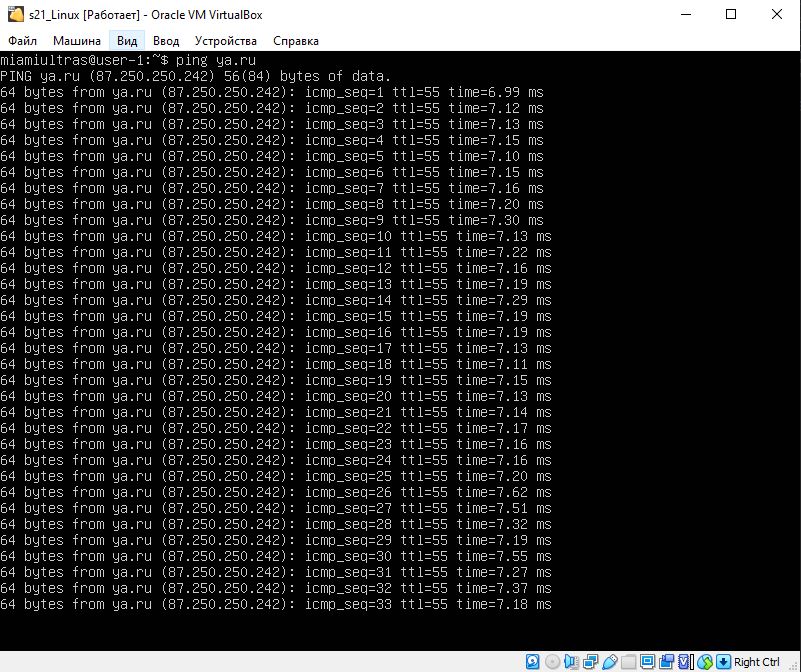 s21_Linux [Работает] - Oracle VM VirtualBox
Файл Машина Вид Ввод Устройства Справка
miamiultras@user-1:~$ ping ya.ru
PING ya.ru (87.250.250.242) 56(84) bytes of data.
64 bytes from ya.ru (87.250.250.242): icmp_seq=1 ttl=55 time=6.99 ms
64 bytes from ya.ru (87.250.250.242): icmp_seq=2 ttl=55 time=7.12 ms
64 bytes from ya.ru (87.250.250.242): icmp_seq=3 ttl=55 time=7.13 ms
64 bytes from ya.ru (87.250.250.242): icmp_seq=4 ttl=55 time=7.15 ms
64 bytes from ya.ru (87.250.250.242): icmp_seq=5 ttl=55 time=7.10 ms
64 bytes from ya.ru (87.250.250.242): icmp_seq=6 ttl=55 time=7.15 ms
64 bytes from ya.ru (87.250.250.242): icmp_seq=7 ttl=55 time=7.16 ms
64 bytes from ya.ru (87.250.250.242): icmp_seq=8 ttl=55 time=7.20 ms
64 bytes from ya.ru (87.250.250.242): icmp_seq=9 ttl=55 time=7.30 ms
64 bytes from ya.ru (87.250.250.242): icmp_seq=10 ttl=55 time=7.13 ms
64 bytes from ya.ru (87.250.250.242): icmp_seq=11 ttl=55 time=7.22 ms
64 bytes from ya.ru (87.250.250.242): icmp_seq=12 ttl=55 time=7.16 ms
64 bytes from ya.ru (87.250.250.242): icmp_seq=13 ttl=55 time=7.19 ms
64 bytes from ya.ru (87.250.250.242): icmp_seq=14 ttl=55 time=7.29 ms
64 bytes from ya.ru (87.250.250.242): icmp_seq=15 ttl=55 time=7.19 ms
64 bytes from ya.ru (87.250.250.242): icmp_seq=16 ttl=55 time=7.19 ms
64 bytes from ya.ru (87.250.250.242): icmp_seq=17 ttl=55 time=7.13 ms
64 bytes from ya.ru (87.250.250.242): icmp_seq=18 ttl=55 time=7.11 ms
64 bytes from ya.ru (87.250.250.242): icmp_seq=19 ttl=55 time=7.15 ms
64 bytes from ya.ru (87.250.250.242): icmp_seq=20 ttl=55 time=7.13 ms
64 bytes from ya.ru (87.250.250.242): icmp_seq=21 ttl=55 time=7.14 ms
64 bytes from ya.ru (87.250.250.242): icmp_seq=22 ttl=55 time=7.17 ms
64 bytes from ya.ru (87.250.250.242): icmp_seq=23 ttl=55 time=7.16 ms
64 bytes from ya.ru (87.250.250.242): icmp_seq=24 ttl=55 time=7.16 ms
64 bytes from ya.ru (87.250.250.242): icmp_seq=25 ttl=55 time=7.20 ms
64 bytes from ya.ru (87.250.250.242): icmp_seq=26 ttl=55 time=7.62 ms
64 bytes from ya.ru (87.250.250.242): icmp_seq=27 ttl=55 time=7.51 ms
64 bytes from ya.ru (87.250.250.242): icmp_seq=28 ttl=55 time=7.32 ms
64 bytes from ya.ru (87.250.250.242): icmp_seq=29 ttl=55 time=7.19 ms
64 bytes from ya.ru (87.250.250.242): icmp_seq=30 ttl=55 time=7.55 ms
64 bytes from ya.ru (87.250.250.242): icmp_seq=31 ttl=55 time=7.27 ms
64 bytes from ya.ru (87.250.250.242): icmp_seq=32 ttl=55 time=7.37 ms
64 bytes from ya.ru (87.250.250.242): icmp_seq=33 ttl=55 time=7.18 ms
Right Ctrl